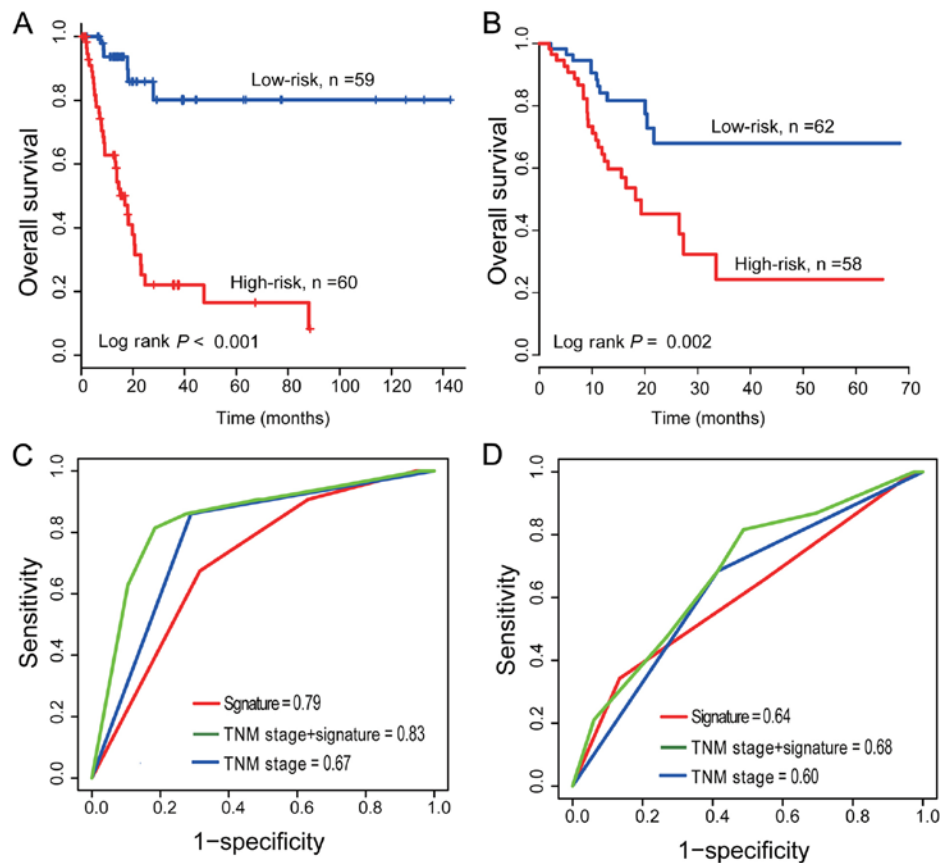 A
B
Overall survival
0.0 0.2 0.4 0.6 0.8 1.0
Low-risk, n =59
High-risk, n =60
Log rank P < 0.001
0 20 40 60 80 100 120 140
Time (months)
Overall survival
0.0 0.2 0.4 0.6 0.8 1.0
Low-risk, n =62
High-risk, n =58
Log rank P = 0.002
0 10 20 30 40 50 60 70
Time (months)
C
D
Sensitivity
0.0 0.2 0.4 0.6 0.8 1.0
Sgnature = 0.79
TNM stage+signature = 0.83
TNM stage = 0.67
0.0 0.2 0.4 0.6 0.8 1.0
1−specificity
Sensitivity
0.0 0.2 0.4 0.6 0.8 1.0
Signature = 0.64
TNM stage+signature = 0.68
TNM stage = 0.60
0.0 0.2 0.4 0.6 0.8 1.0
1−specificity